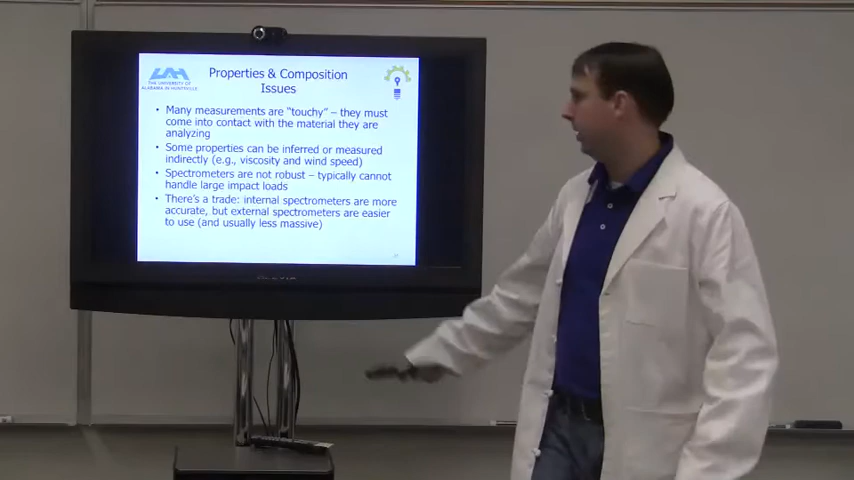 UAH
THE UNIVERSITY OF
ALABAMA IN HUNTSVILLE
Properties & Composition
Issues
• Many measurements are “touchy” – they must
come into contact with the material they are
analyzing
• Some properties can be inferred or measured
indirectly (e.g., viscosity and wind speed)
• Spectrometers are not robust – typically cannot
handle large impact loads
• There’s a trade: internal spectrometers are more
accurate, but external spectrometers are easier
to use (and usually less massive)